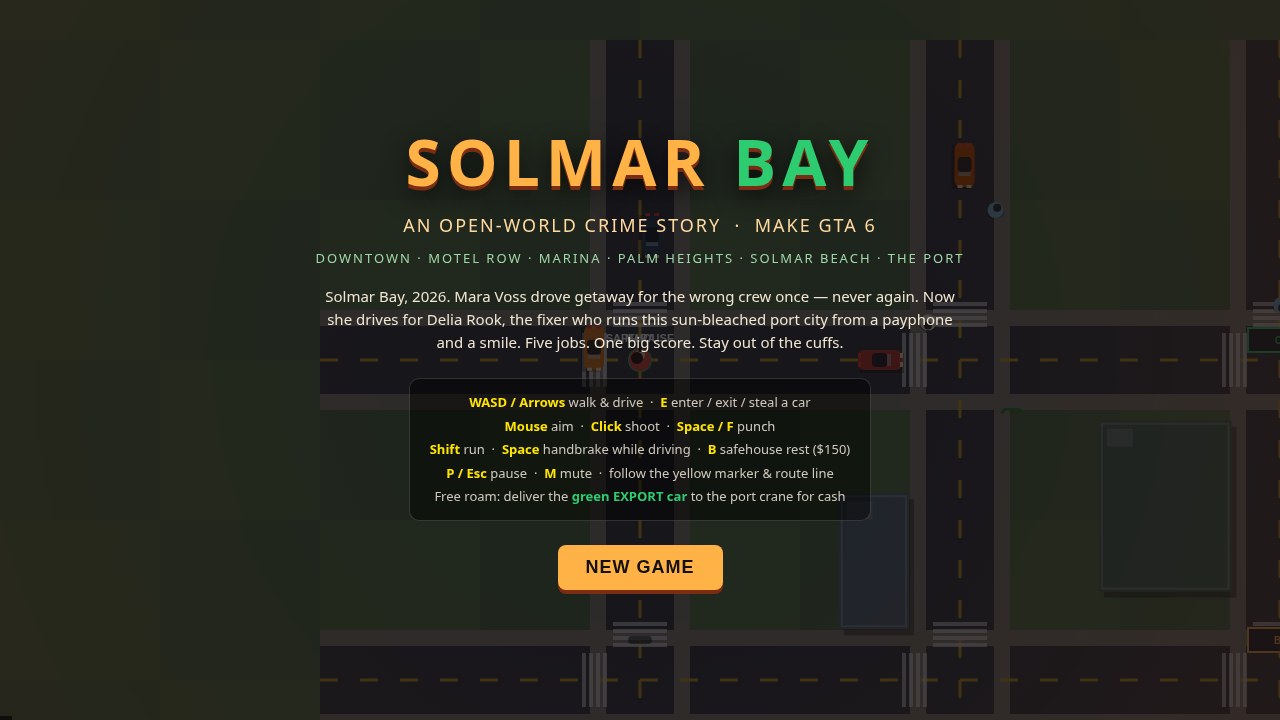 SOLMAR BAY
AN OPEN-WORLD CRIME STORY · MAKE GTA 6
DOWNTOWN · MOTEL ROW · MARINA · PALM HEIGHTS · SOLMAR BEACH · THE PORT
Solmar Bay, 2026. Mara Voss drove getaway for the wrong crew once — never again. Now
she drives for Delia Rook, the fixer who runs this sun-bleached port city from a payphone
and a smile. Five jobs. One big score. Stay out of the cuffs.
WASD / Arrows walk & drive · E enter / exit / steal a car
Mouse aim · Click shoot · Space / F punch
Shift run · Space handbrake while driving · B safehouse rest ($150)
P / Esc pause · M mute · follow the yellow marker & route line
Free roam: deliver the green EXPORT car to the port crane for cash
NEW GAME